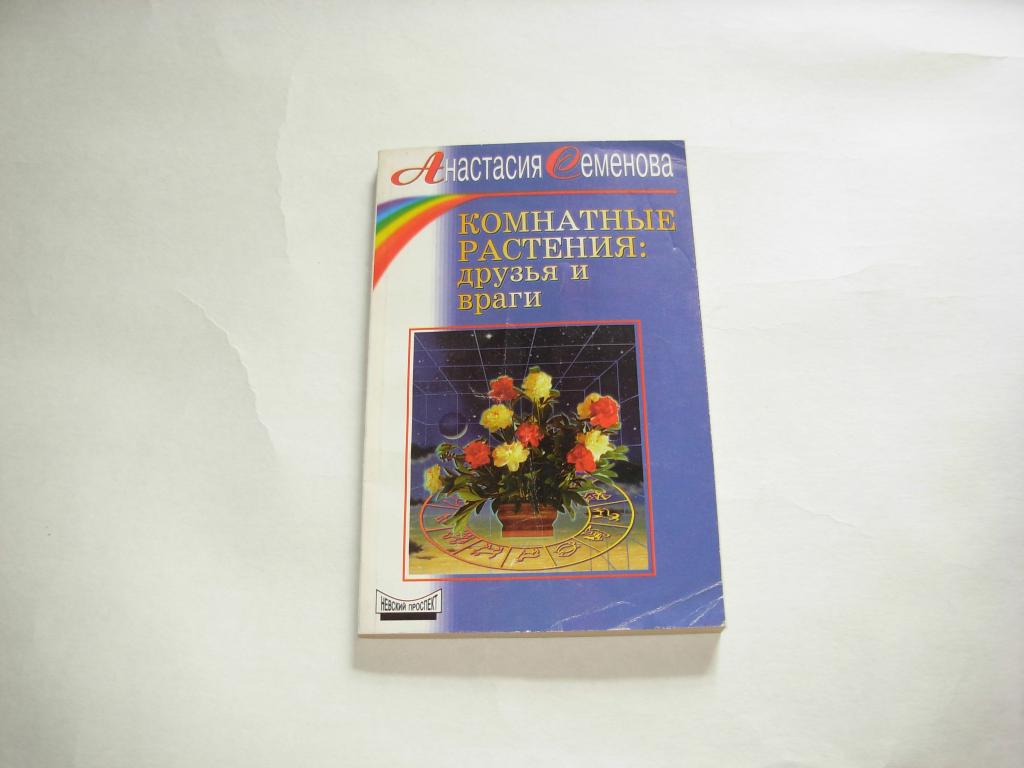 Анастасия Семенова
КОМНАТНЫЕ
РАСТЕНИЯ:
друзья и
враги
НЕВСКИЙ ПРОСПЕКТ